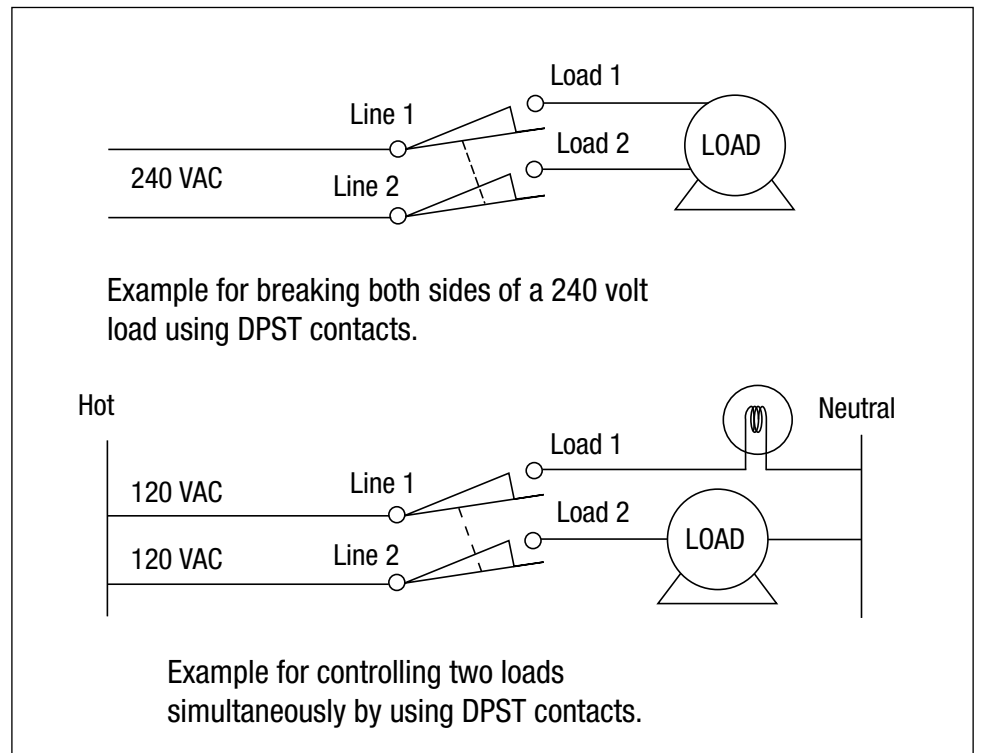 Load 1
Line 1
LOAD
Load 2
240 VAC
Line 2
Example for breaking both sides of a 240 volt
load using DPST contacts.
Hot
Neutral
Load 1
120 VAC
Line 1
Load 2
LOAD
120 VAC
Line 2
Example for controlling two loads
simultaneously by using DPST contacts.